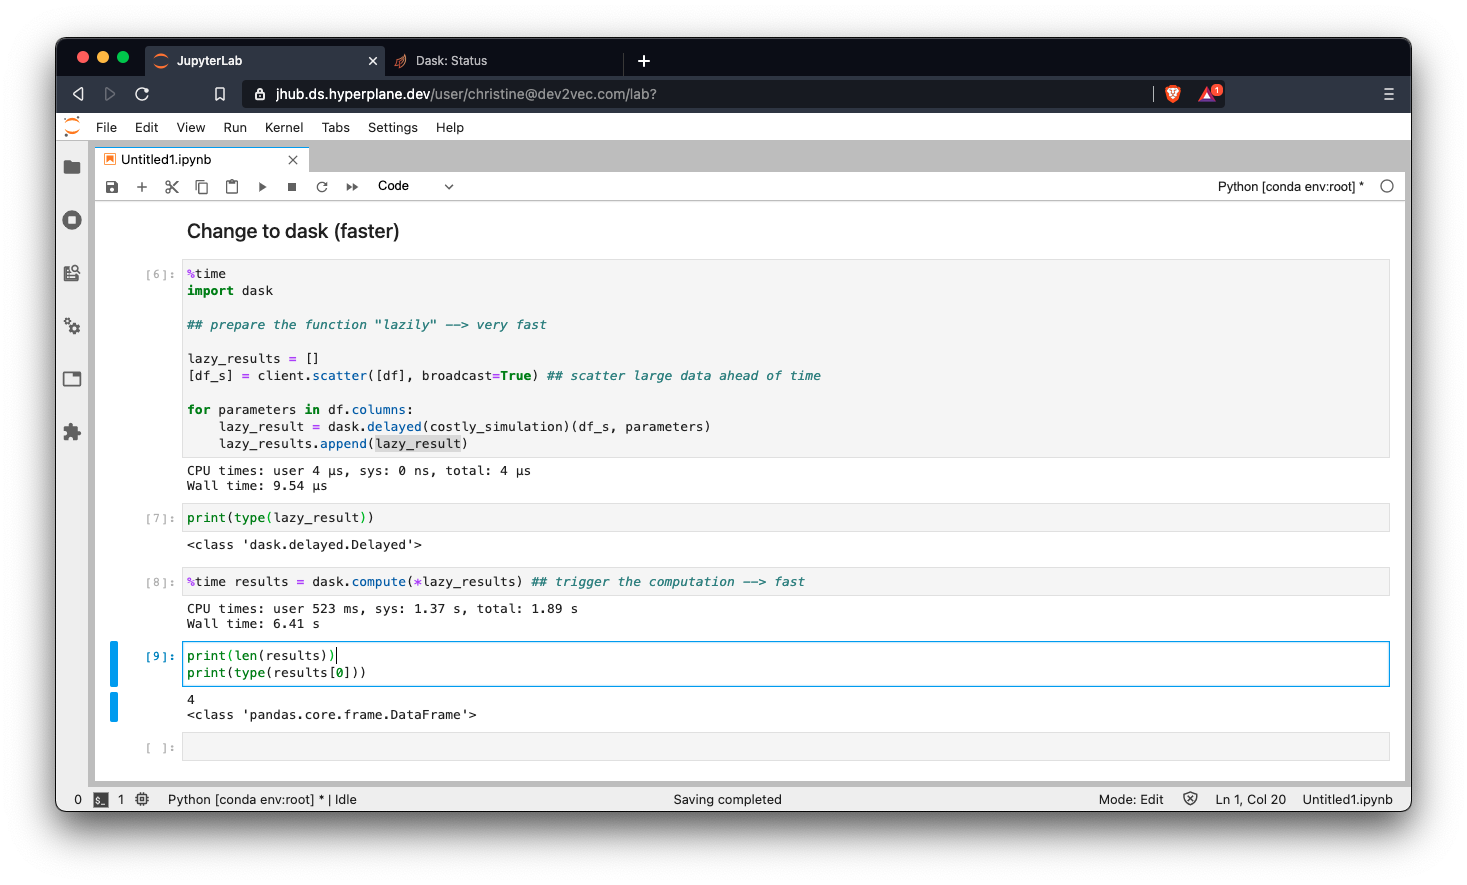 JupyterLab
Dask: Status
jhub.ds.hyperplane.dev/user/christine@dev2vec.com/lab?
1
File Edit View Run Kernel Tabs Settings Help
Untitled1.ipynb
Code
Python [conda env:root] *
Change to dask (faster)
[6]:
%time
import dask
## prepare the function "lazily" --> very fast
lazy_results = []
[df_s] = client.scatter([df], broadcast=True) ## scatter large data ahead of time
for parameters in df.columns:
    lazy_result = dask.delayed(costly_simulation)(df_s, parameters)
    lazy_results.append(lazy_result)
CPU times: user 4 µs, sys: 0 ns, total: 4 µs
Wall time: 9.54 µs
[7]:
print(type(lazy_result))
<class 'dask.delayed.Delayed'>
[8]:
%time results = dask.compute(*lazy_results) ## trigger the computation --> fast
CPU times: user 523 ms, sys: 1.37 s, total: 1.89 s
Wall time: 6.41 s
[9]:
print(len(results))
print(type(results[0]))
4
<class 'pandas.core.frame.DataFrame'>
[ ]:
0 $_ 1 Python [conda env:root] * | Idle Saving completed Mode: Edit Ln 1, Col 20 Untitled1.ipynb